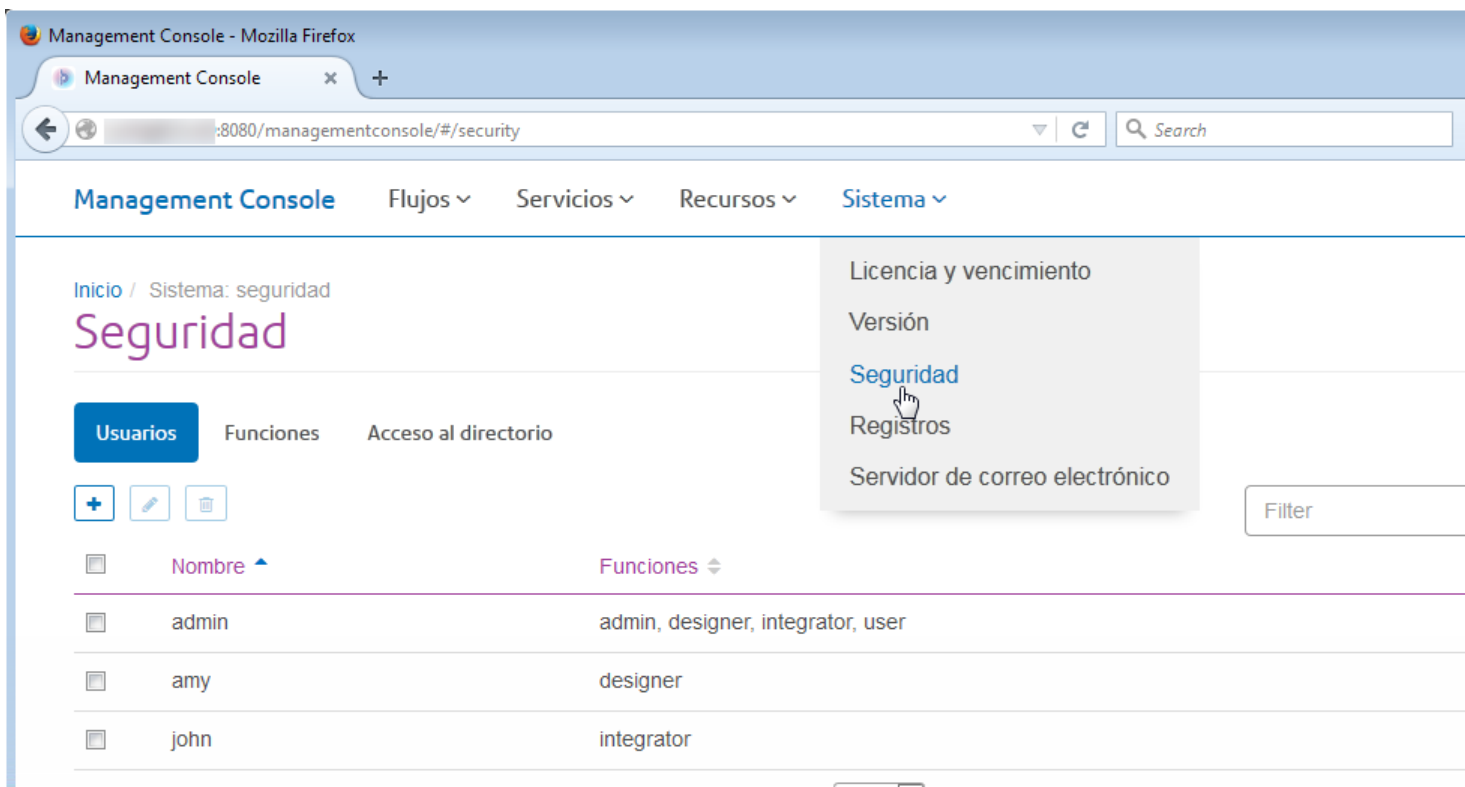 Management Console - Mozilla Firefox
Management Console
:8080/managementconsole/#/security
Search
Management Console Flujos Servicios Recursos Sistema
Licencia y vencimiento
Versión
Seguridad
Registros
Servidor de correo electrónico
Inicio / Sistema: seguridad
Seguridad
Usuarios Funciones Acceso al directorio
Filter
Nombre Funciones
admin admin, designer, integrator, user
amy designer
john integrator